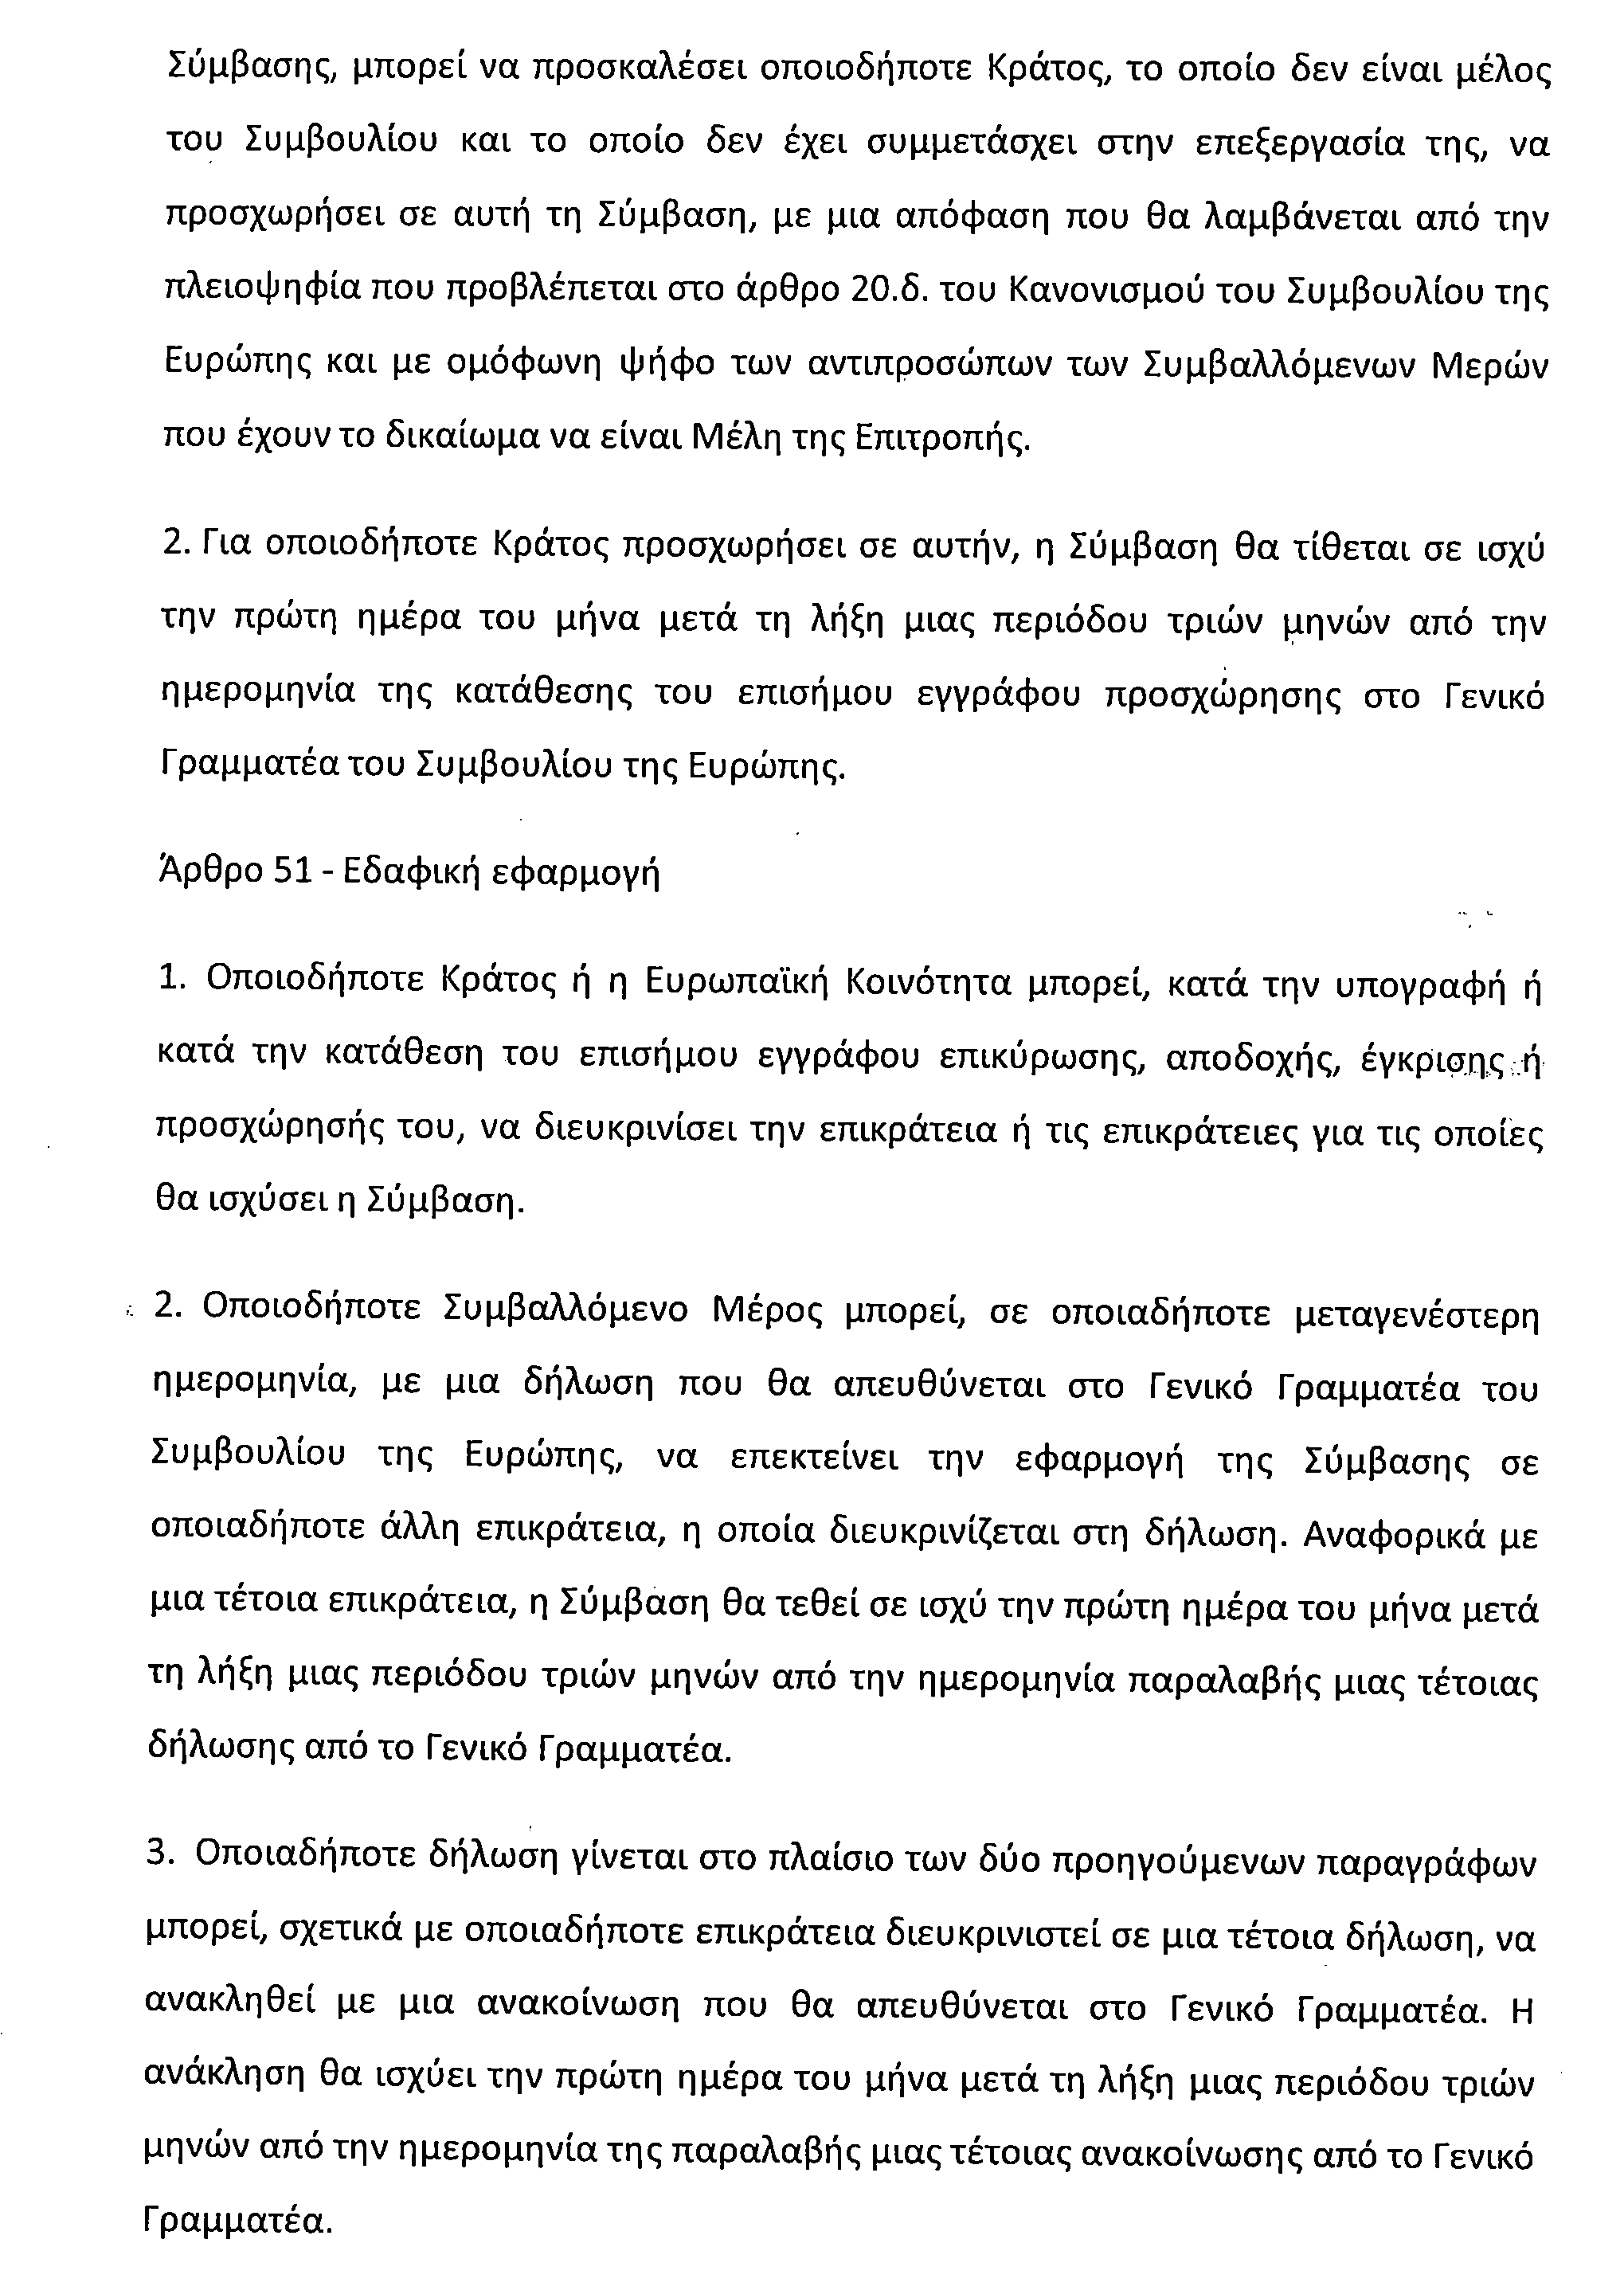 Σύμβασης, μπορεί να προσκαλέσει οποιοδήποτε Κράτος, το οποίο δεν είναι μέλος
του Συμβουλίου και το οποίο δεν έχει συμμετάσχει στην επεξεργασία της, να
προσχωρήσει σε αυτή τη Σύμβαση, με μια απόφαση που θα λαμβάνεται από την
πλειοψηφία που προβλέπεται στο άρθρο 20.δ. του Κανονισμού του Συμβουλίου της
Ευρώπης και με ομόφωνη ψήφο των αντιπροσώπων των Συμβαλλόμενων Μερών
που έχουν το δικαίωμα να είναι Μέλη της Επιτροπής.
2. Για οποιοδήποτε Κράτος προσχωρήσει σε αυτήν, η Σύμβαση θα τίθεται σε ισχύ
την πρώτη ημέρα του μήνα μετά τη λήξη μιας περιόδου τριών μηνών από την
ημερομηνία της κατάθεσης του επισήμου εγγράφου προσχώρησης στο Γενικό
Γραμματέα του Συμβουλίου της Ευρώπης.
Άρθρο 51 - Εδαφική εφαρμογή
1. Οποιοδήποτε Κράτος ή η Ευρωπαϊκή Κοινότητα μπορεί, κατά την υπογραφή ή
κατά την κατάθεση του επισήμου εγγράφου επικύρωσης, αποδοχής, έγκρισης ή
προσχώρησής του, να διευκρινίσει την επικράτεια ή τις επικράτειες για τις οποίες
θα ισχύσει η Σύμβαση.
2. Οποιοδήποτε Συμβαλλόμενο Μέρος μπορεί, σε οποιαδήποτε μεταγενέστερη
ημερομηνία, με μια δήλωση που θα απευθύνεται στο Γενικό Γραμματέα του
Συμβουλίου της Ευρώπης, να επεκτείνει την εφαρμογή της Σύμβασης σε
οποιαδήποτε άλλη επικράτεια, η οποία διευκρινίζεται στη δήλωση. Αναφορικά με
μια τέτοια επικράτεια, η Σύμβαση θα τεθεί σε ισχύ την πρώτη ημέρα του μήνα μετά
τη λήξη μιας περιόδου τριών μηνών από την ημερομηνία παραλαβής μιας τέτοιας
δήλωσης από το Γενικό Γραμματέα.
3. Οποιαδήποτε δήλωση γίνεται στο πλαίσιο των δύο προηγούμενων παραγράφων
μπορεί, σχετικά με οποιαδήποτε επικράτεια διευκρινιστεί σε μια τέτοια δήλωση, να
ανακληθεί με μια ανακοίνωση που θα απευθύνεται στο Γενικό Γραμματέα. Η
ανάκληση θα ισχύει την πρώτη ημέρα του μήνα μετά τη λήξη μιας περιόδου τριών
μηνών από την ημερομηνία της παραλαβής μιας τέτοιας ανακοίνωσης από το Γενικό
Γραμματέα.